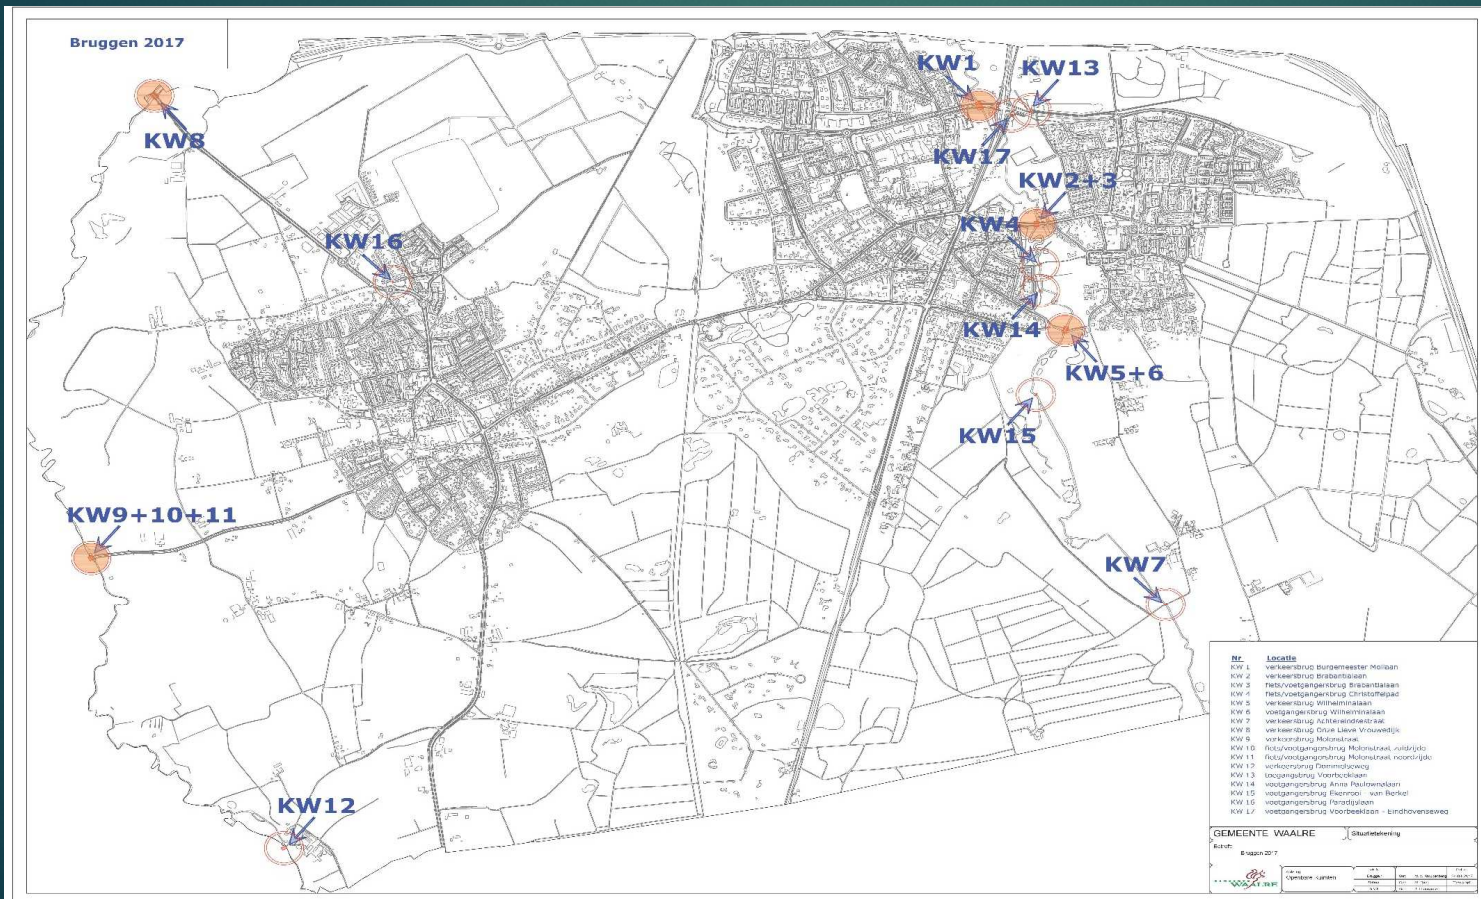 Bruggen 2017
KW1
KW13
KW8
KW17
KW2+3
KW4
KW16
KW14
KW5+6
KW15
KW9+10+11
KW7
KW12
Nr. Locatie
KW 1 verkeersbrug Burgemeester Mollaan
KW 2 verkeersbrug Brabantialaan
KW 3 fiets/voetgangersbrug Brabantialaan
KW 4 fiets/voetgangersbrug Christoffelpad
KW 5 verkeersbrug Wilhelminalaan
KW 6 voetgangersbrug Wilhelminalaan
KW 7 verkeersbrug Achtereindsestraat
KW 8 verkeersbrug Onze Lieve Vrouwedijk
KW 9 verkeersbrug Molenstraat
KW 10 fiets/voetgangersbrug Molenstraat zuidzijde
KW 11 fiets/voetgangersbrug Molenstraat noordzijde
KW 12 verkeersbrug Dommelseweg
KW 13 toegangsbrug Voorbeeklaan
KW 14 voetgangersbrug Anna Paulownalaan
KW 15 voetgangersbrug Ekenrooi - van Berkel
KW 16 voetgangersbrug Paradijslaan
KW 17 voetgangersbrug Voorbeeklaan - Eindhovenseweg
GEMEENTE WAALRE Situatietekening
Betreft:
Bruggen 2017
WAALRE
Openbare Ruimten